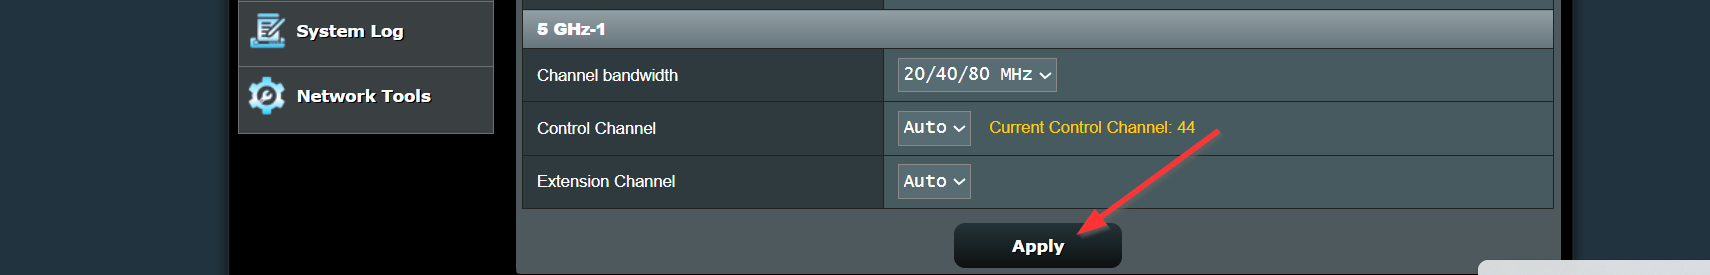 System Log
Network Tools
5 GHz-1
Channel bandwidth 20/40/80 MHz
Control Channel Auto Current Control Channel: 44
Extension Channel Auto
Apply